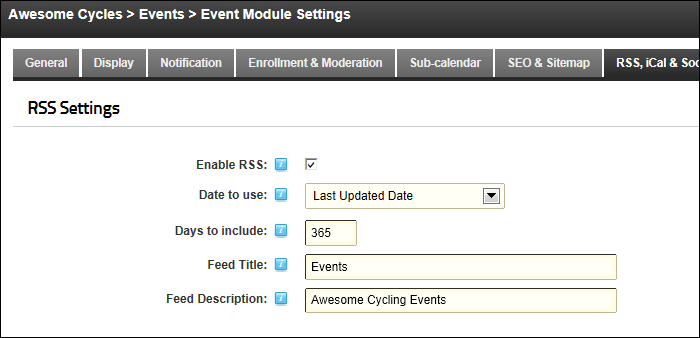 Awesome Cycles > Events > Event Module Settings
General Display Notification Enrollment & Moderation Sub-calendar SEO & Sitemap RSS, iCal & Soc
RSS Settings
Enable RSS:
Date to use: Last Updated Date
Days to include: 365
Feed Title: Events
Feed Description: Awesome Cycling Events